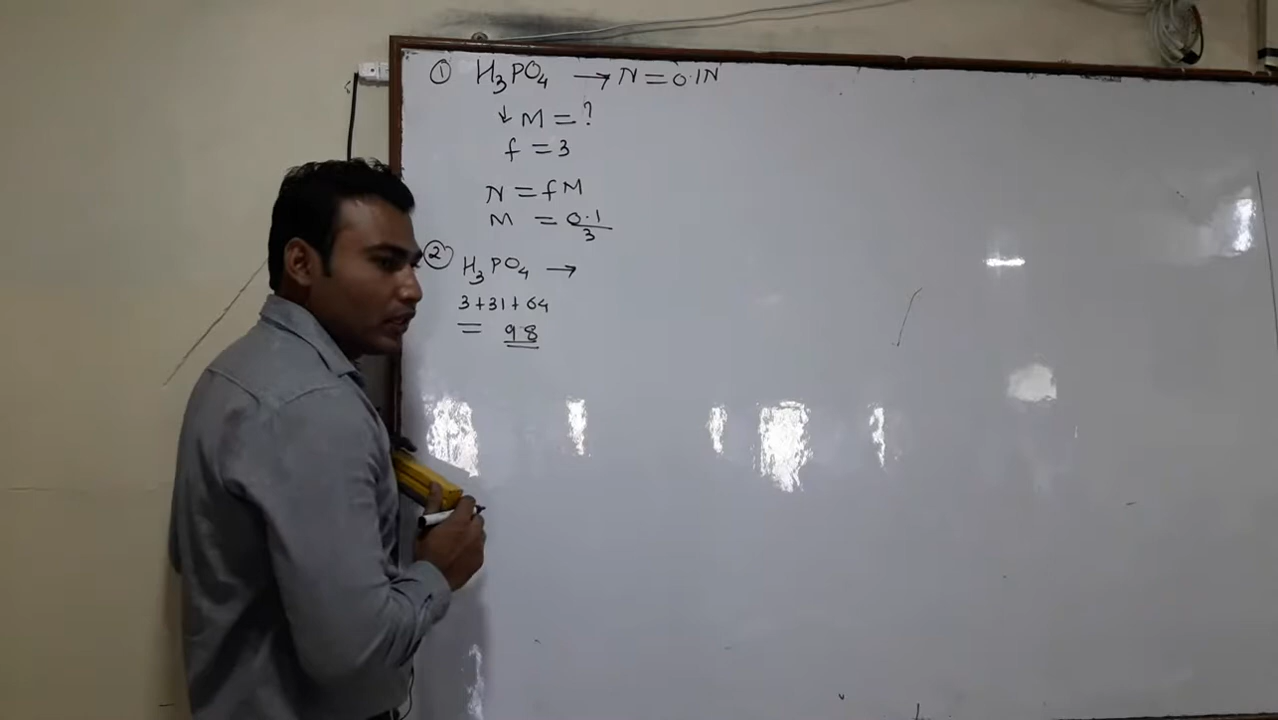 ① H₃PO₄ → N = 0.1N
↓ M = ?
f = 3
N = fM
M = 0.1/3
② H₃PO₄ →
3+31+64
= 98